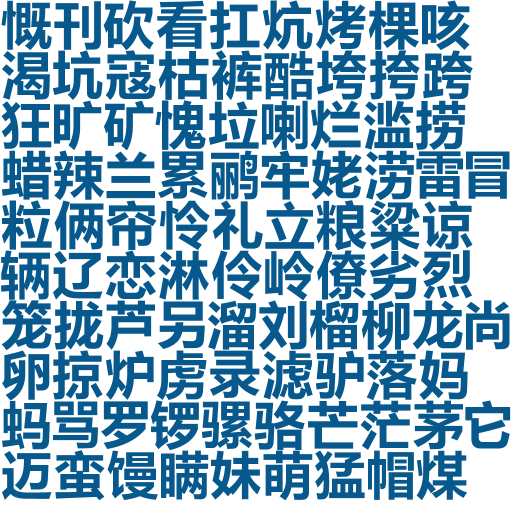 慨刊砍看扛炕烤棵咳
渴坑寇枯裤酷垮挎跨
狂旷矿愧垃喇烂滥捞
蜡辣兰累鹂牢姥涝雷冒
粒俩帘怜礼立粮粱谅
辆辽恋淋伶岭僚劣烈
笼拢芦另溜刘榴柳龙尚
卵掠炉虏录滤驴落妈
蚂骂罗锣骡骆芒茫茅它
迈蛮馒瞒妹萌猛帽煤